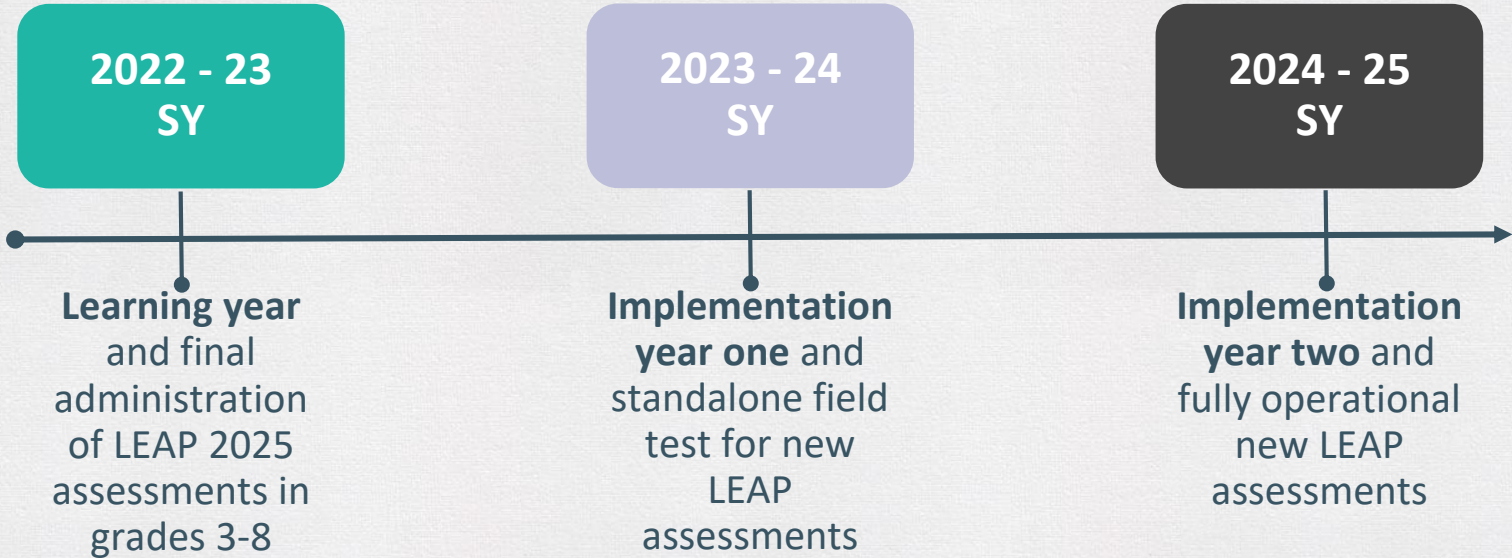 2022 - 23
SY
2023 - 24
SY
2024 - 25
SY
Learning year
and final
administration
of LEAP 2025
assessments in
grades 3-8
Implementation
year one and
standalone field
test for new
LEAP
assessments
Implementation
year two and
fully operational
new LEAP
assessments